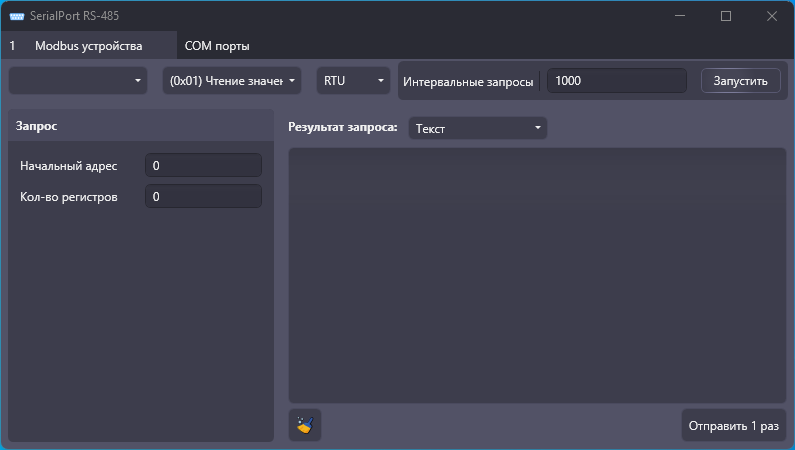 SerialPort RS-485
1 Modbus устройства COM порты
(0x01) Чтение значен RTU Интервальные запросы 1000 Запустить
Запрос
Результат запроса: Текст
Начальный адрес 0
Кол-во регистров 0
Отправить 1 раз